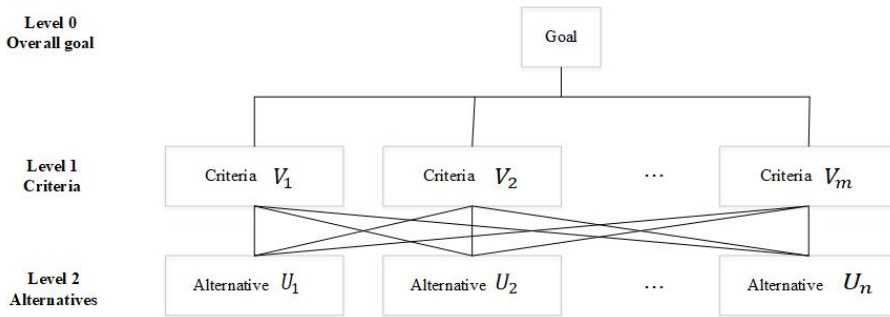 Level 0
Overall goal
Goal
Level 1
Criteria
Criteria V₁
Criteria V₂
...
Criteria Vₘ
Level 2
Alternatives
Alternative U₁
Alternative U₂
...
Alternative Uₙ